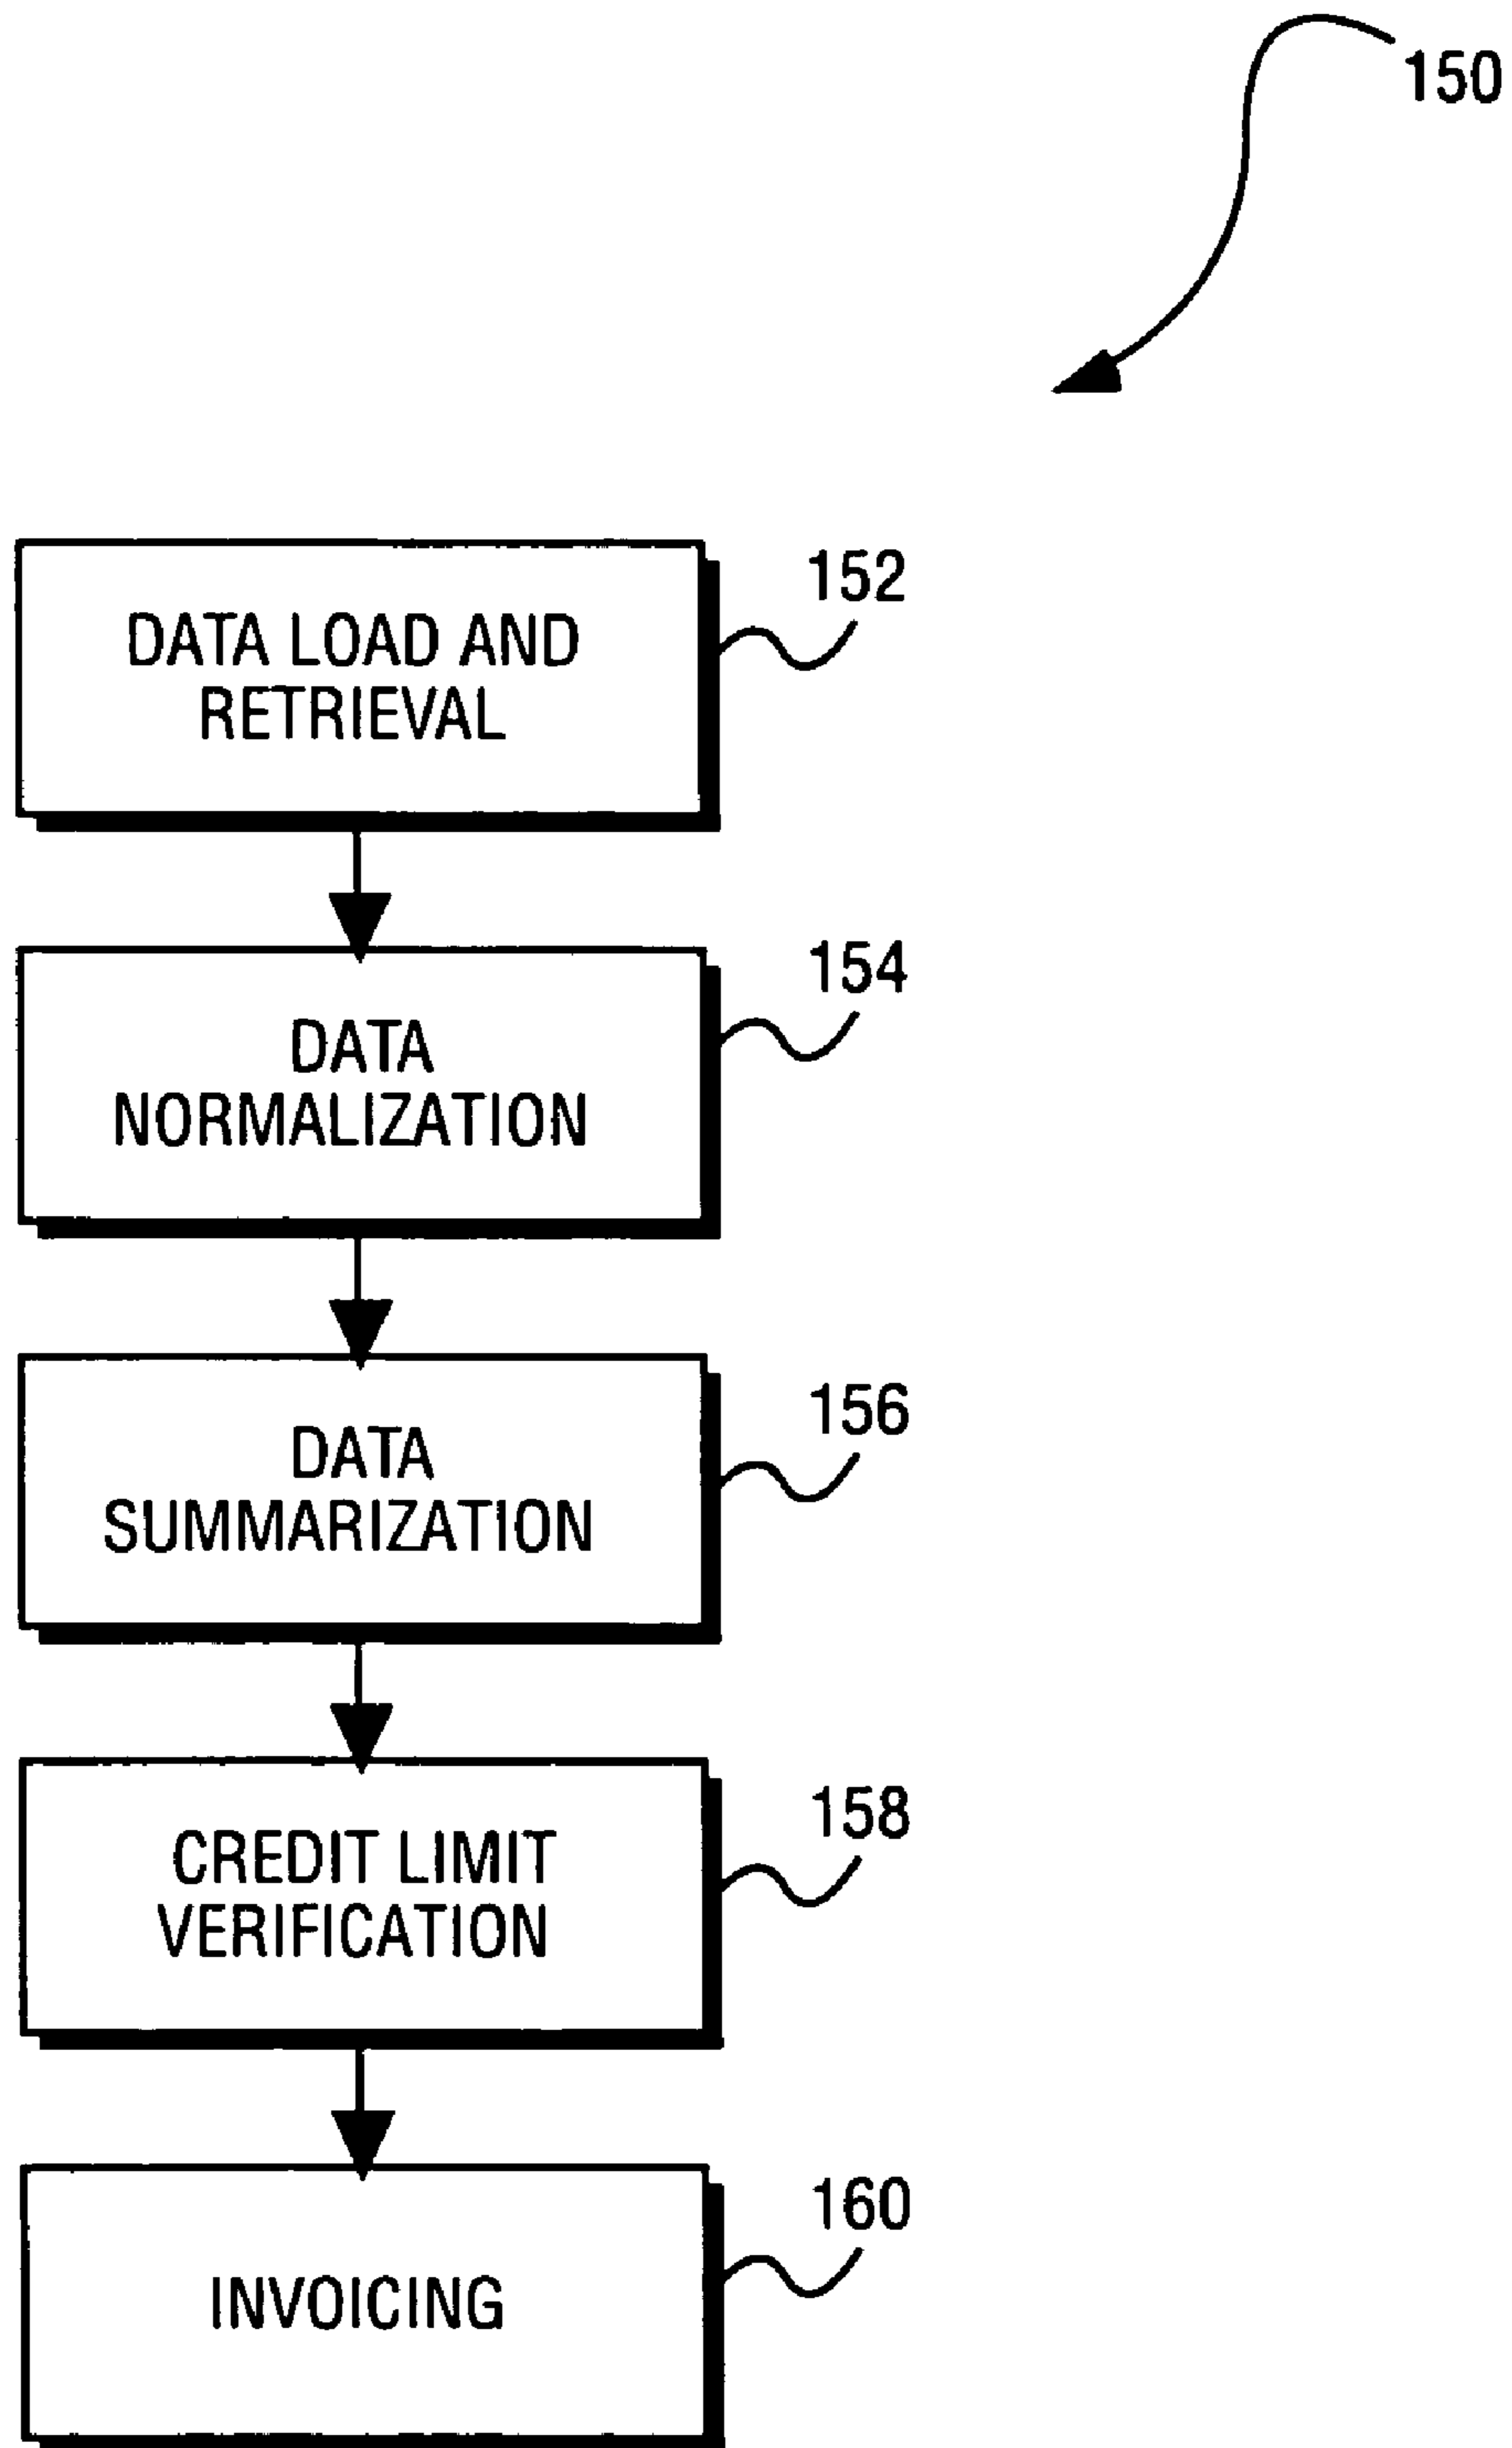 150
152
DATA LOAD AND
RETRIEVAL
154
DATA
NORMALIZATION
156
DATA
SUMMARIZATION
158
CREDIT LIMIT
VERIFICATION
160
INVOICING